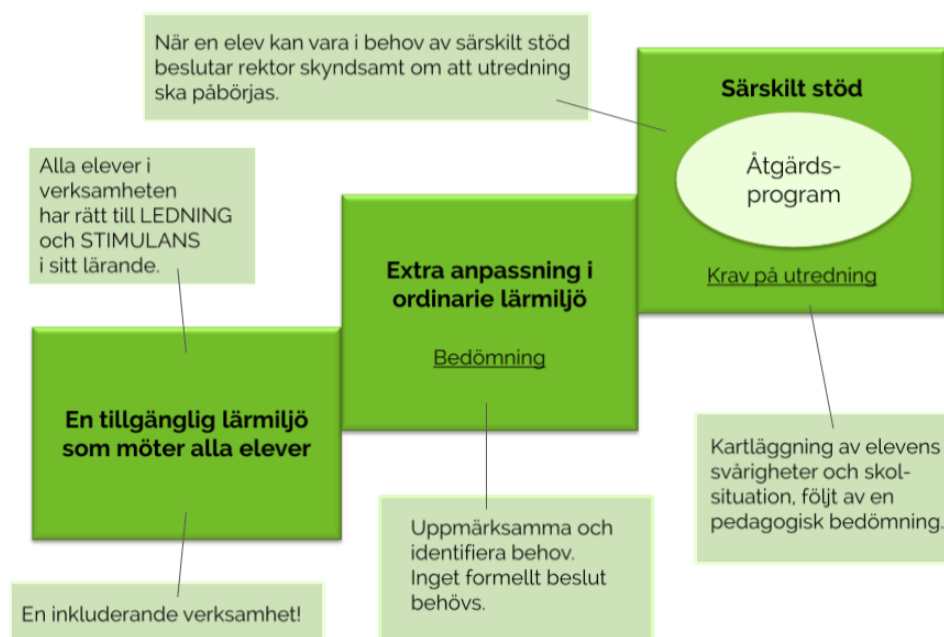 När en elev kan vara i behov av särskilt stöd
beslutar rektor skyndsamt om att utredning
ska påbörjas.
Särskilt stöd
Åtgärds-
program
Krav på utredning
Alla elever i
verksamheten
har rätt till LEDNING
och STIMULANS
i sitt lärande.
Extra anpassning i
ordinarie lärmiljö
Bedömning
En tillgänglig lärmiljö
som möter alla elever
Kartläggning av elevens
svårigheter och skol-
situation, följt av en
pedagogisk bedömning.
Uppmärksamma och
identifiera behov.
Inget formellt beslut
behövs.
En inkluderande verksamhet!